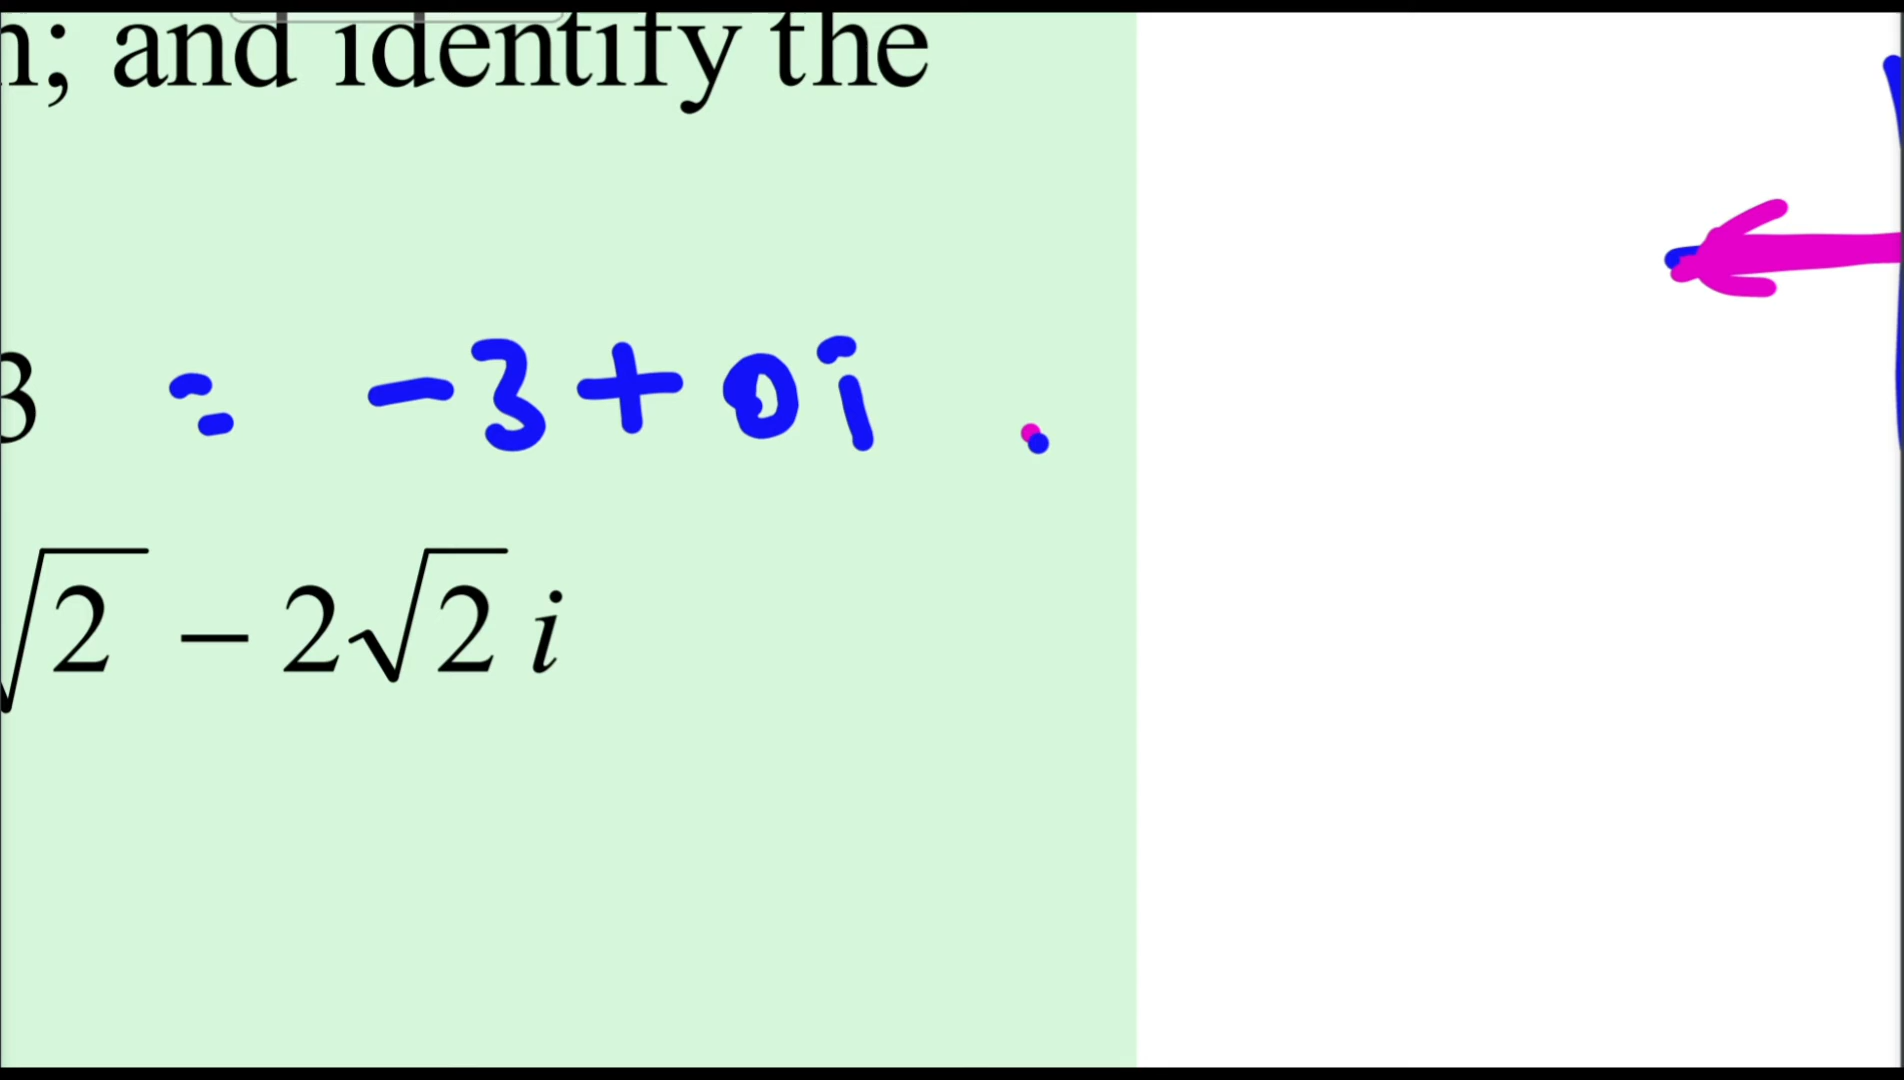 ; and identify the
3 = -3+0i .
√2 − 2√2 i